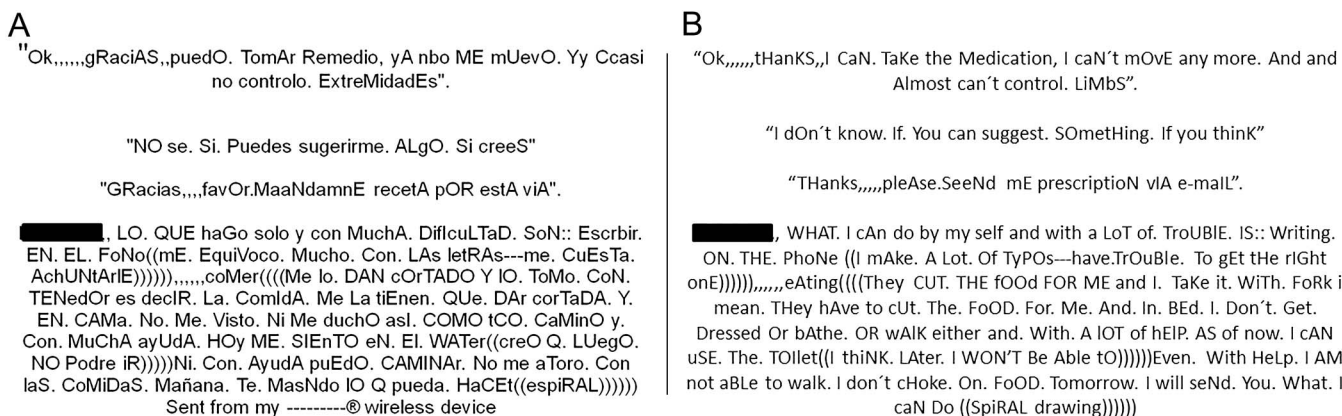 A
"Ok,,,,,,gRaciAS,,puedO. TomAr Remedio, yA nbo ME mUevO. Yy Ccasi
no controlo. ExtreMidadEs".
"NO se. Si. Puedes sugerirme. ALgO. Si creeS"
"GRacias,,,,favOr.MaaNdamnE recetA pOR estA viA".
,, LO. QUE haGo solo y con MuchA. DifIcuLTaD. SoN:: Escrbir.
EN. EL. FoNo((mE. EquiVoco. Mucho. Con. LAs letRAs---me. CuEsTa.
AchUNtArlE)))))),,,,,,coMer((((Me lo. DAN cOrTADO Y lO. ToMo. CoN.
TENedOr es decIR. La. ComIdA. Me La tiEnen. QUe. DAr corTaDA. Y.
EN. CAMa. No. Me. Visto. Ni Me duchO asI. COMO tCO. CaMinO y.
Con. MuChA ayUdA. HOy ME. SIEnTO eN. El. WATer((creO Q. LUegO.
NO Podre iR)))))Ni. Con. AyudA puEdO. CAMINAr. No me aToro. Con
laS. CoMiDaS. Mañana. Te. MasNdo lO Q pueda. HaCEt((espiRAL))))))
Sent from my ---------® wireless device
B
“Ok,,,,,,tHanKS,,I CaN. TaKe the Medication, I caN´t mOvE any more. And and
Almost can´t control. LiMbS”.
“I dOn´t know. If. You can suggest. SOmetHing. If you thinK”
“THanks,,,,,pleAse.SeeNd mE prescriptioN vIA e-maIL”.
,, WHAT. I cAn do by my self and with a LoT of. TroUBlE. IS:: Writing.
ON. THE. PhoNe ((I mAke. A Lot. Of TyPOs---have.TrOuBle. To gEt tHe rIGht
onE)))))),,,,,,eAting((((They CUT. THE fOOd FOR ME and I. TaKe it. WiTh. FoRk i
mean. THey hAve to cUt. The. FoOD. For. Me. And. In. BEd. I. Don´t. Get.
Dressed Or bAthe. OR wAlK either and. With. A lOT of hElP. AS of now. I cAN
uSE. The. TOIlet((I thiNK. LAter. I WON’T Be Able tO))))))Even. With HeLp. I AM
not aBLe to walk. I don´t cHoke. On. FoOD. Tomorrow. I will seNd. You. What. I
caN Do ((SpiRAL drawing))))))